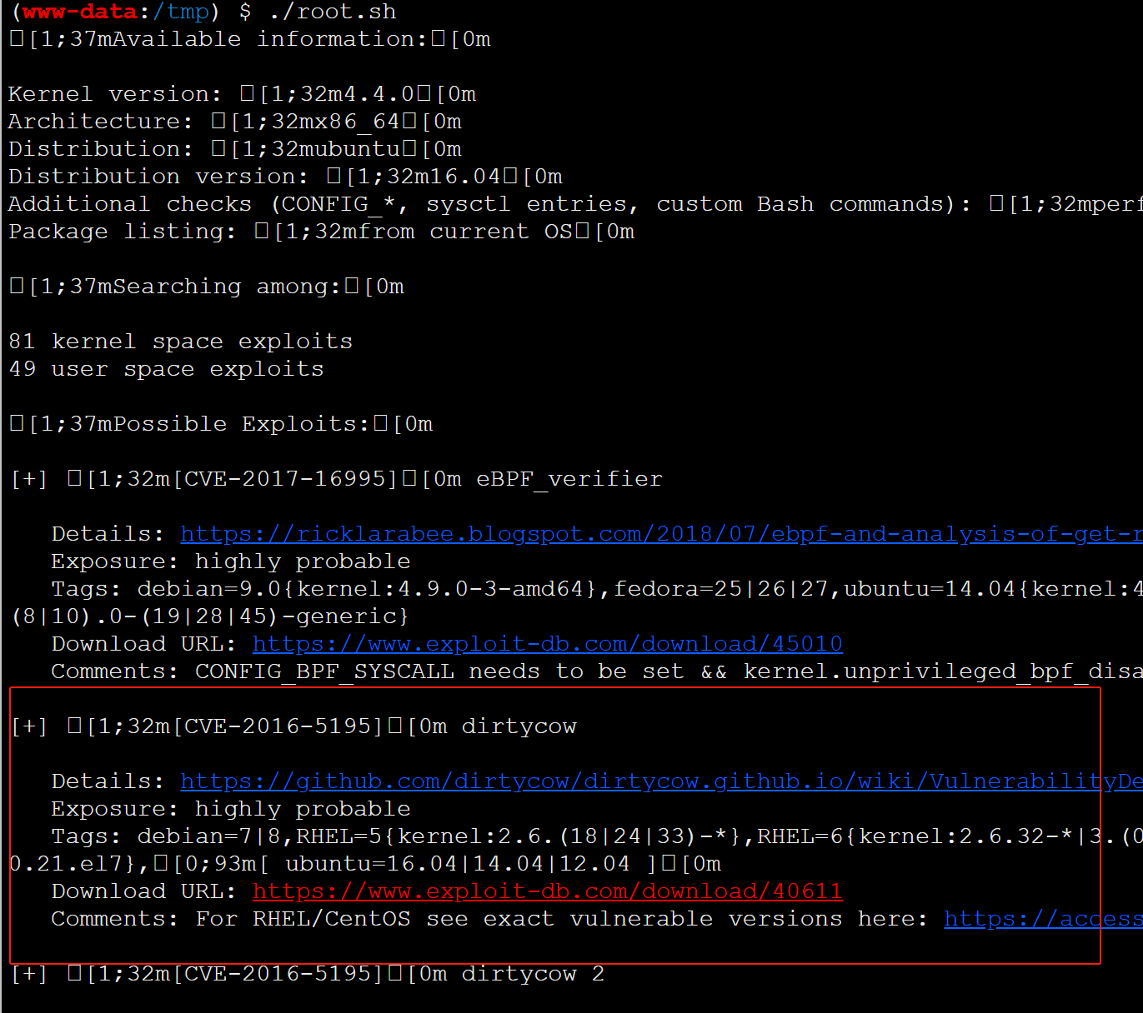 (www-data:/tmp) $ ./root.sh
□[1;37mAvailable information:□[0m
Kernel version: □[1;32m4.4.0□[0m
Architecture: □[1;32mx86_64□[0m
Distribution: □[1;32mubuntu□[0m
Distribution version: □[1;32m16.04□[0m
Additional checks (CONFIG_*, sysctl entries, custom Bash commands): □[1;32mperf
Package listing: □[1;32mfrom current OS□[0m
□[1;37mSearching among:□[0m
81 kernel space exploits
49 user space exploits
□[1;37mPossible Exploits:□[0m
[+] □[1;32m[CVE-2017-16995]□[0m eBPF_verifier
Details: https://ricklarabee.blogspot.com/2018/07/ebpf-and-analysis-of-get-r
Exposure: highly probable
Tags: debian=9.0{kernel:4.9.0-3-amd64},fedora=25|26|27,ubuntu=14.04{kernel:4
(8|10).0-(19|28|45)-generic}
Download URL: https://www.exploit-db.com/download/45010
Comments: CONFIG_BPF_SYSCALL needs to be set && kernel.unprivileged_bpf_disa
[+] □[1;32m[CVE-2016-5195]□[0m dirtycow
Details: https://github.com/dirtycow/dirtycow.github.io/wiki/VulnerabilityDe
Exposure: highly probable
Tags: debian=7|8,RHEL=5{kernel:2.6.(18|24|33)-*},RHEL=6{kernel:2.6.32-*|3.(0
0.21.el7},□[0;93m[ ubuntu=16.04|14.04|12.04 ]□[0m
Download URL: https://www.exploit-db.com/download/40611
Comments: For RHEL/CentOS see exact vulnerable versions here: https://access
[+] □[1;32m[CVE-2016-5195]□[0m dirtycow 2